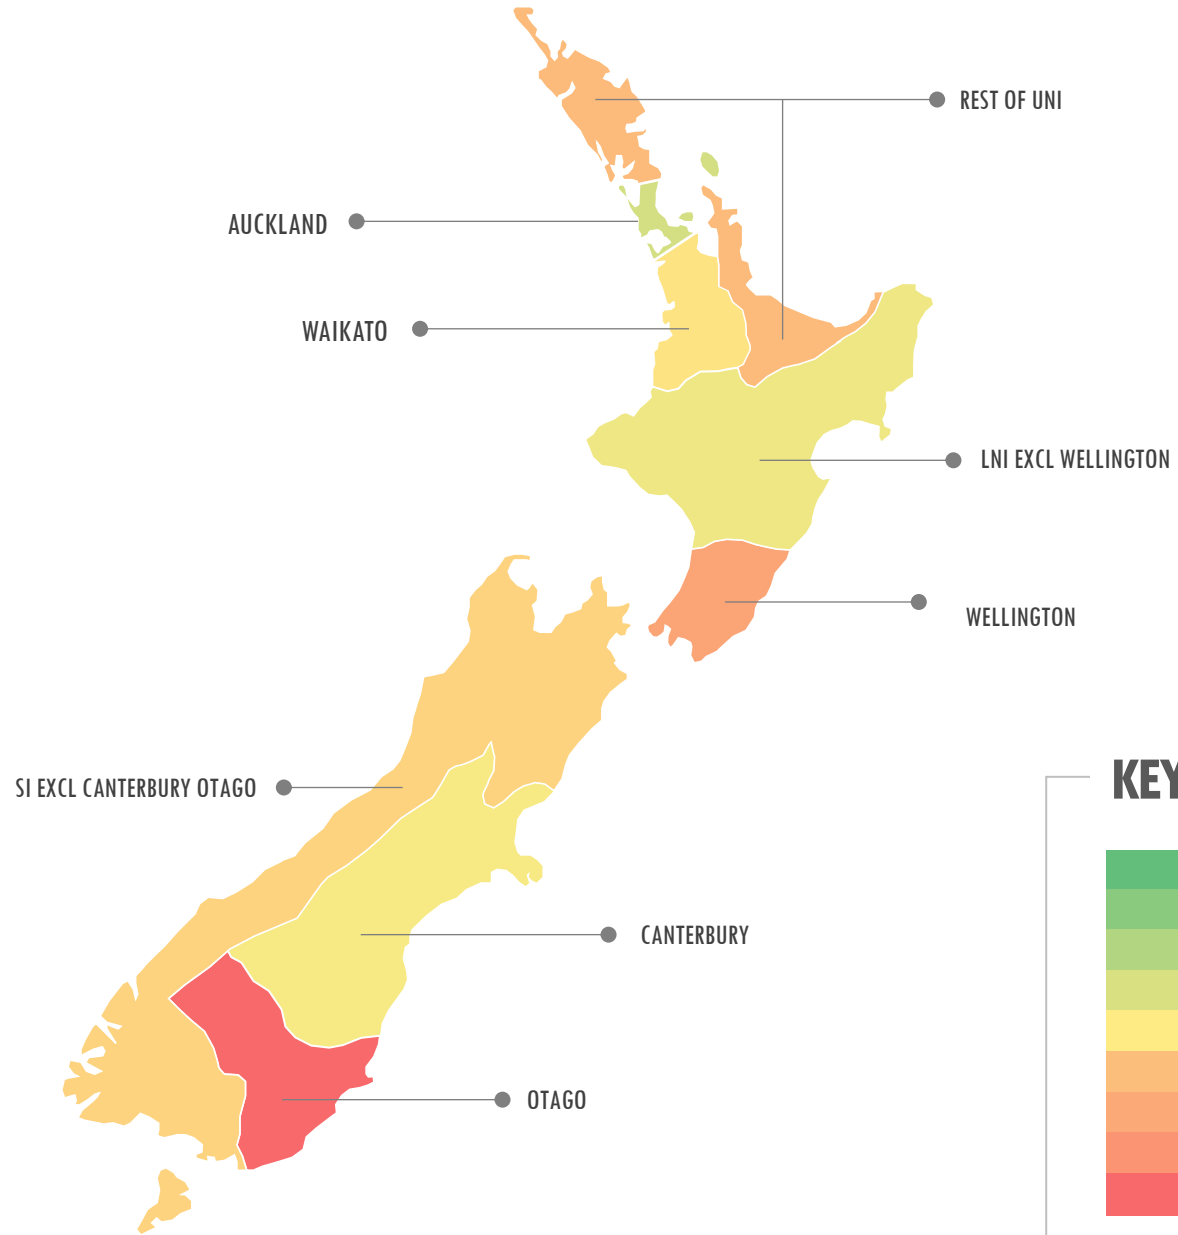 REST OF UNI
AUCKLAND
WAIKATO
LNI EXCL WELLINGTON
WELLINGTON
SI EXCL CANTERBURY OTAGO
KEY
CANTERBURY
OTAGO